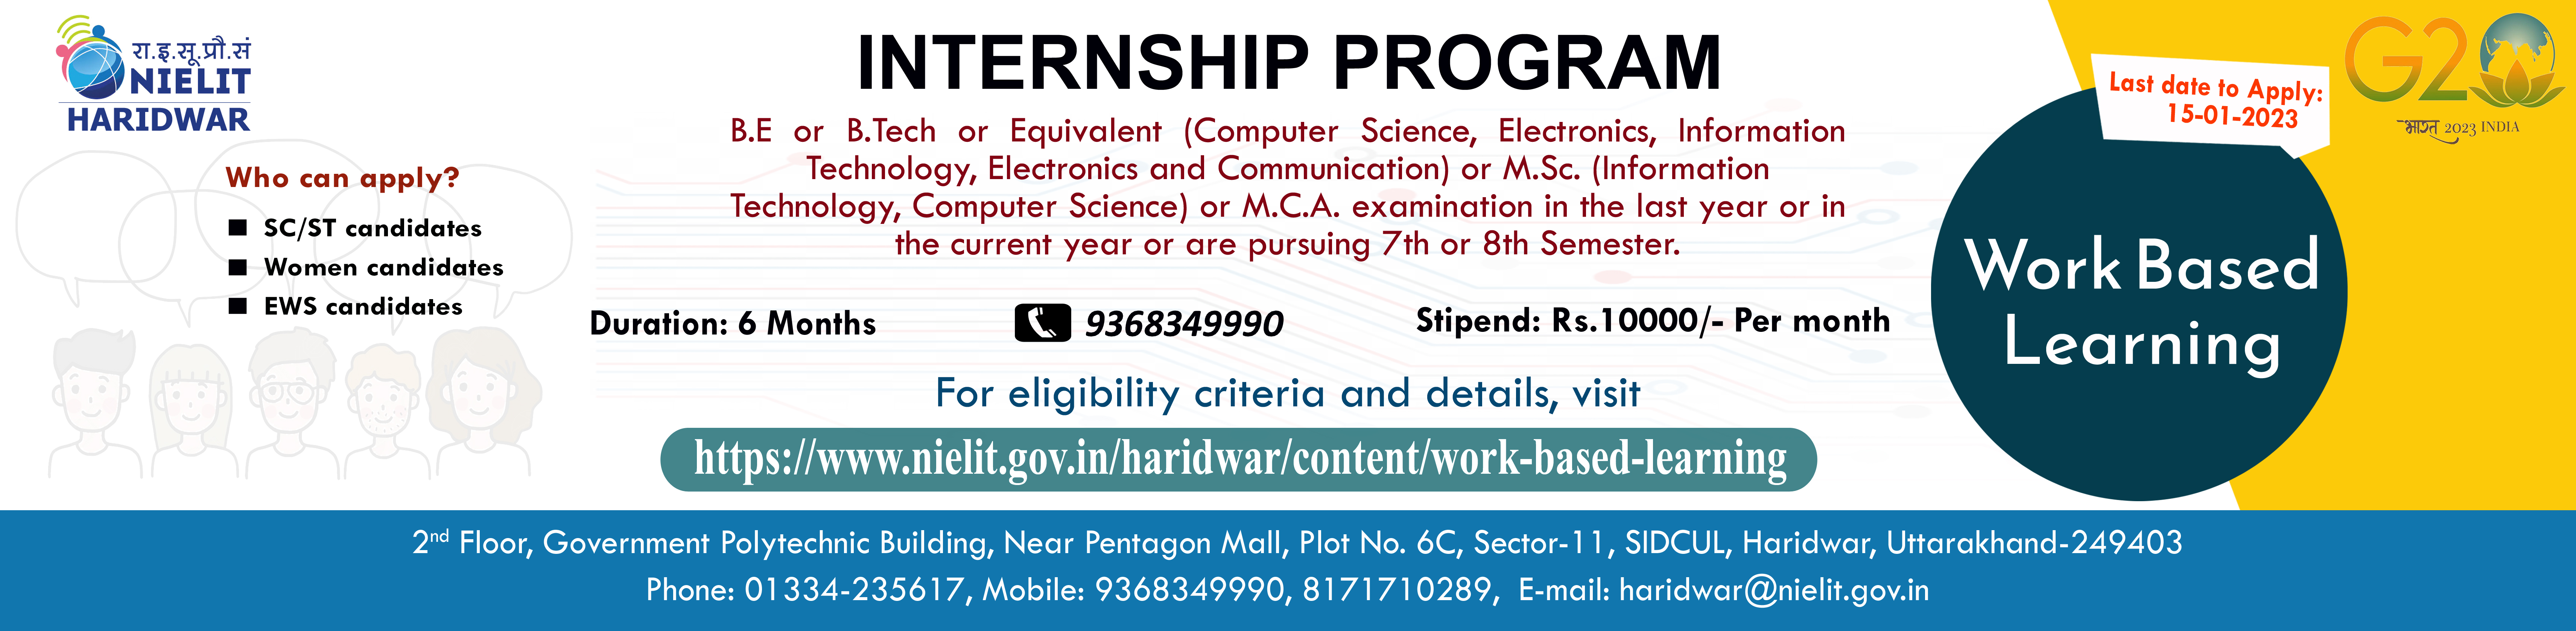 रा.इ.सू.प्रौ.सं
NIELIT
HARIDWAR
Who can apply?
SC/ST candidates
Women candidates
EWS candidates
INTERNSHIP PROGRAM
B.E or B.Tech or Equivalent (Computer Science, Electronics, Information
Technology, Electronics and Communication) or M.Sc. (Information
Technology, Computer Science) or M.C.A. examination in the last year or in
the current year or are pursuing 7th or 8th Semester.
Duration: 6 Months
9368349990
Stipend: Rs.10000/- Per month
For eligibility criteria and details, visit
https://www.nielit.gov.in/haridwar/content/work-based-learning
Last date to Apply:
15-01-2023
G20
भारत 2023 INDIA
Work Based
Learning
2nd Floor, Government Polytechnic Building, Near Pentagon Mall, Plot No. 6C, Sector-11, SIDCUL, Haridwar, Uttarakhand-249403
Phone: 01334-235617, Mobile: 9368349990, 8171710289, E-mail: haridwar@nielit.gov.in